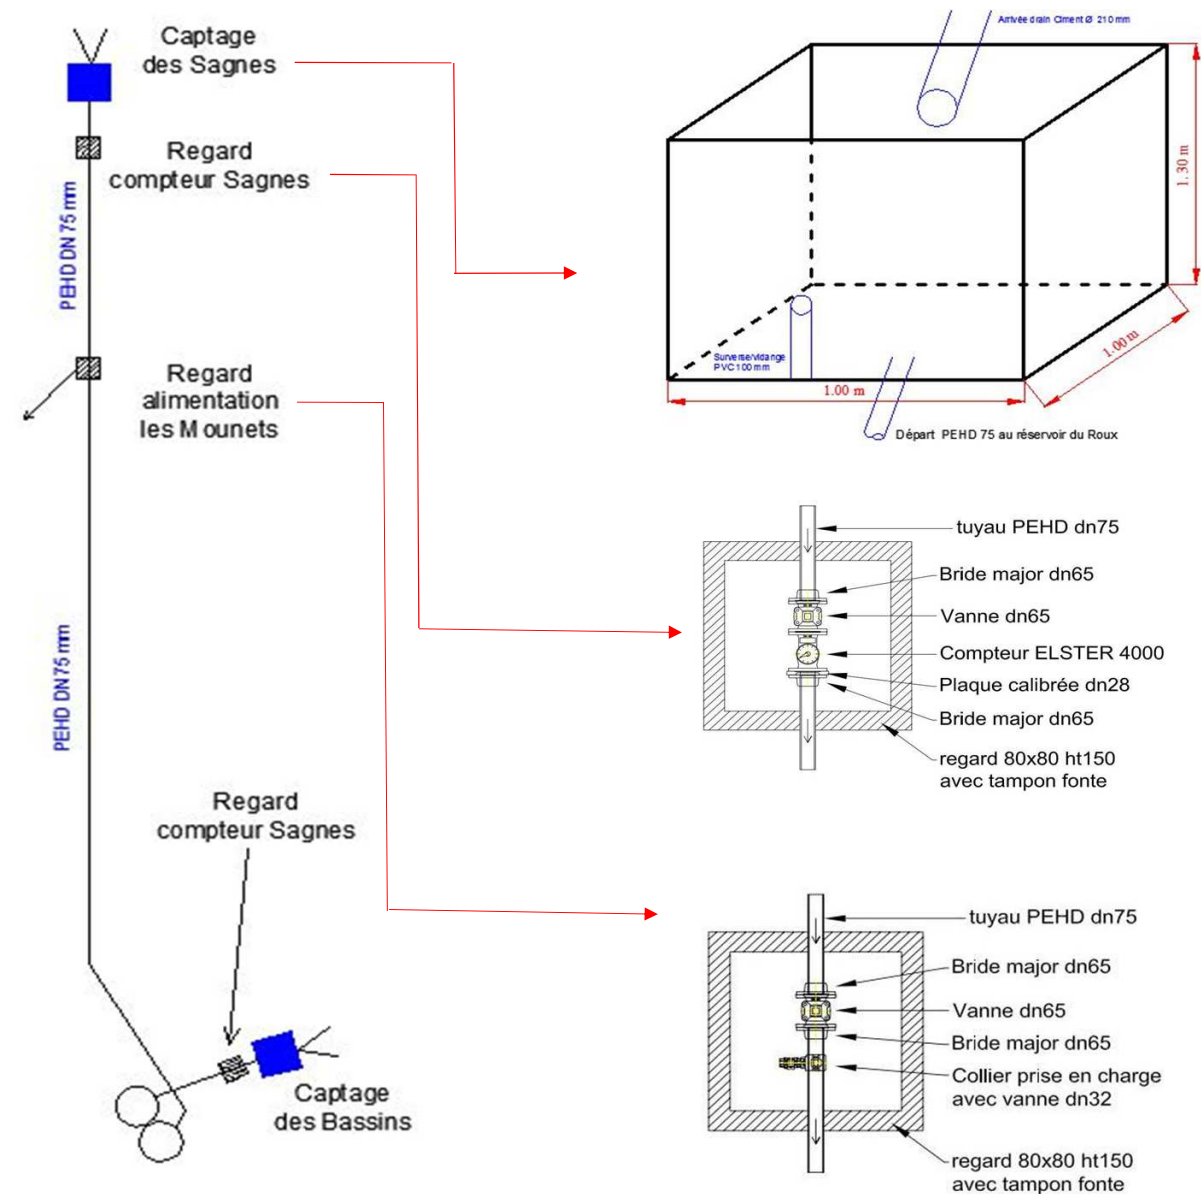 Captage
des Sagnes
Regard
compteur Sagnes
PEHD DN 75 mm
Regard
alimentation
les Mounets
PEHD DN 75 mm
Regard
compteur Sagnes
Captage
des Bassins
Arrivée drain Ciment Ø 210 mm
1.30 m
1.00 m
Surverse/vidange
PVC 100 mm
1.00 m
Départ PEHD 75 au réservoir du Roux
tuyau PEHD dn75
Bride major dn65
Vanne dn65
Compteur ELSTER 4000
Plaque calibrée dn28
Bride major dn65
regard 80x80 ht150
avec tampon fonte
tuyau PEHD dn75
Bride major dn65
Vanne dn65
Bride major dn65
Collier prise en charge
avec vanne dn32
regard 80x80 ht150
avec tampon fonte